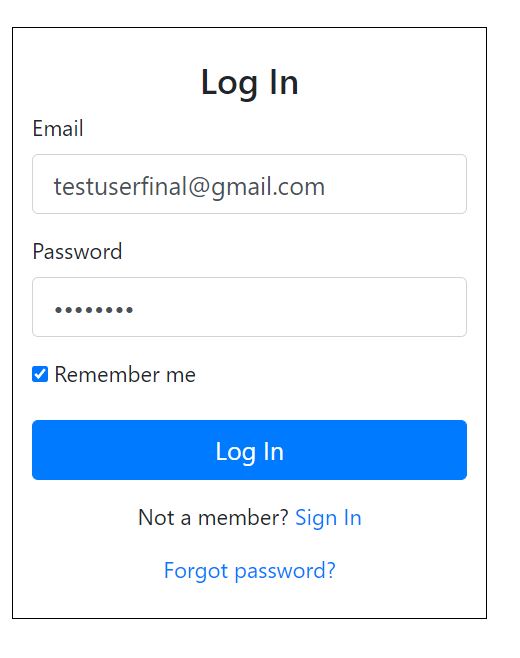 Log In
Email
testuserfinal@gmail.com
Password
••••••••
Remember me
Log In
Not a member? Sign In
Forgot password?